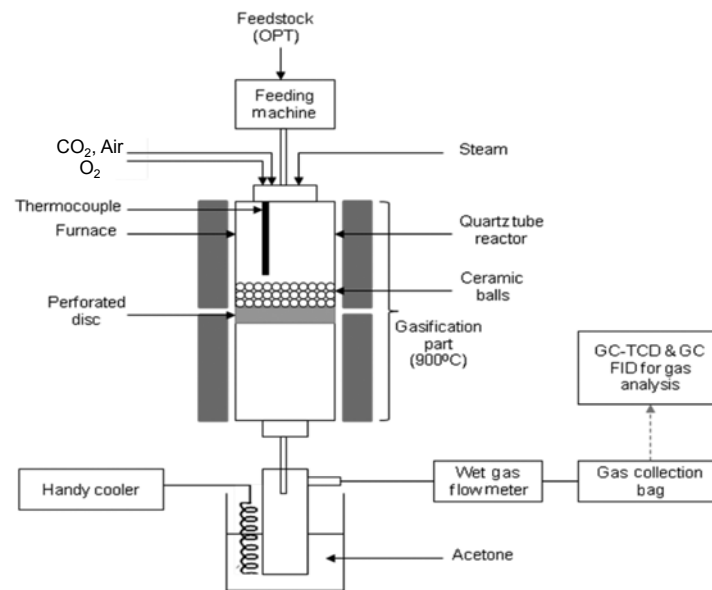 Feedstock
(OPT)
Feeding
machine
CO₂, Air
O₂
Steam
Thermocouple
Furnace
Quartz tube
reactor
Ceramic
balls
Perforated
disc
Gasification
part
(900ºC)
GC-TCD & GC
FID for gas
analysis
Handy cooler
Wet gas
flow meter
Gas collection
bag
Acetone